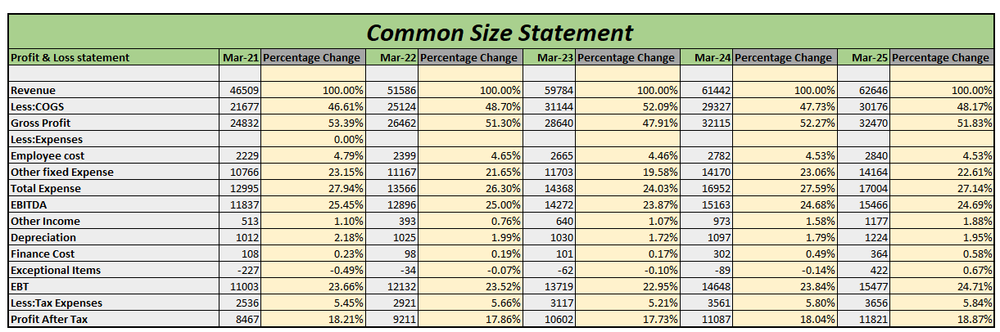 Common Size Statement
Profit & Loss statement Mar-21 Percentage Change Mar-22 Percentage Change Mar-23 Percentage Change Mar-24 Percentage Change Mar-25 Percentage Change
Revenue 46509 100.00% 51586 100.00% 59784 100.00% 61442 100.00% 62646 100.00%
Less:COGS 21677 46.61% 25124 48.70% 31144 52.09% 29327 47.73% 30176 48.17%
Gross Profit 24832 53.39% 26462 51.30% 28640 47.91% 32115 52.27% 32470 51.83%
Less:Expenses 0.00%
Employee cost 2229 4.79% 2399 4.65% 2665 4.46% 2782 4.53% 2840 4.53%
Other fixed Expense 10766 23.15% 11167 21.65% 11703 19.58% 14170 23.06% 14164 22.61%
Total Expense 12995 27.94% 13566 26.30% 14368 24.03% 16952 27.59% 17004 27.14%
EBITDA 11837 25.45% 12896 25.00% 14272 23.87% 15163 24.68% 15466 24.69%
Other Income 513 1.10% 393 0.76% 640 1.07% 973 1.58% 1177 1.88%
Depreciation 1012 2.18% 1025 1.99% 1030 1.72% 1097 1.79% 1224 1.95%
Finance Cost 108 0.23% 98 0.19% 101 0.17% 302 0.49% 364 0.58%
Exceptional Items -227 -0.49% -34 -0.07% -62 -0.10% -89 -0.14% 422 0.67%
EBT 11003 23.66% 12132 23.52% 13719 22.95% 14648 23.84% 15477 24.71%
Less:Tax Expenses 2536 5.45% 2921 5.66% 3117 5.21% 3561 5.80% 3656 5.84%
Profit After Tax 8467 18.21% 9211 17.86% 10602 17.73% 11087 18.04% 11821 18.87%